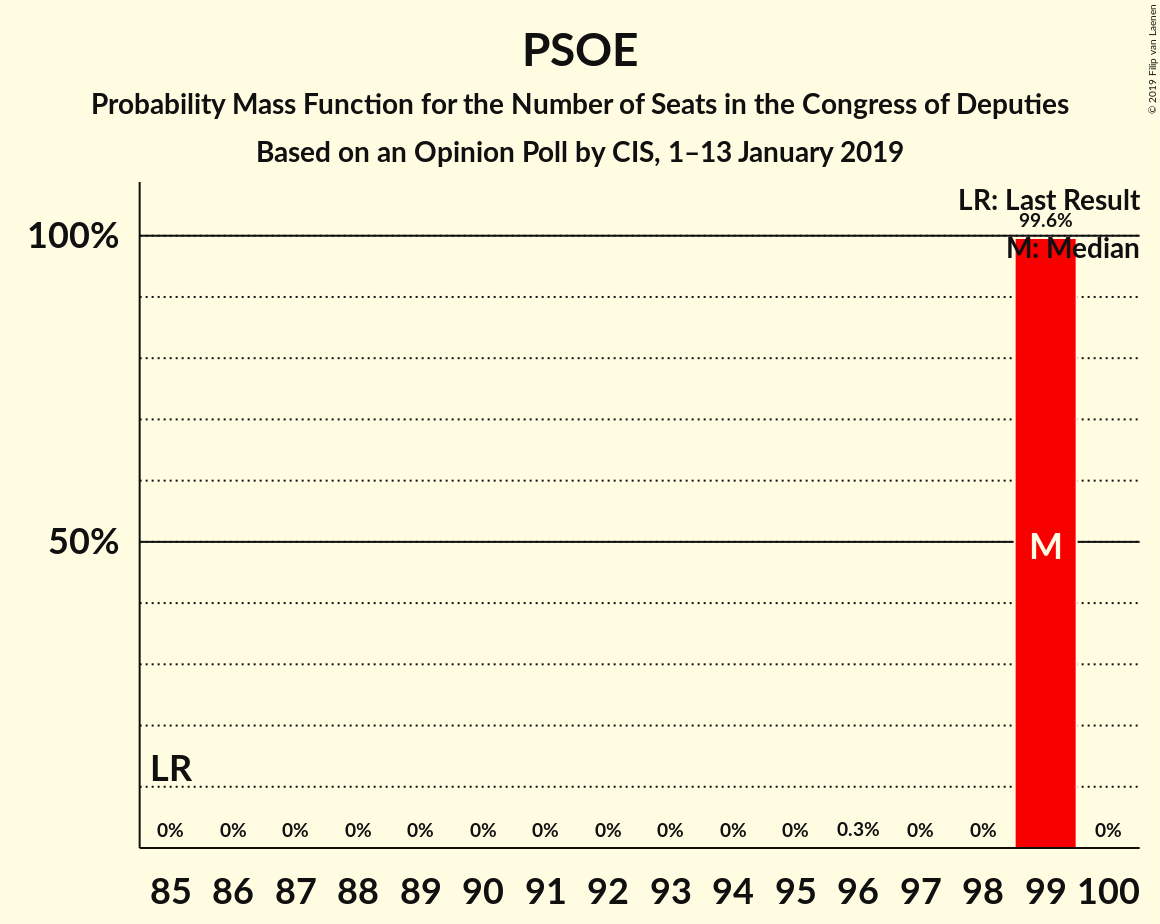 PSOE
Probability Mass Function for the Number of Seats in the Congress of Deputies
Based on an Opinion Poll by CIS, 1–13 January 2019
© 2019 Filip van Laenen
LR: Last Result
99.6%
M: Median
100%
50%
M
LR
0% 0% 0% 0% 0% 0% 0% 0% 0% 0% 0% 0.3% 0% 0% 0%
85 86 87 88 89 90 91 92 93 94 95 96 97 98 99 100